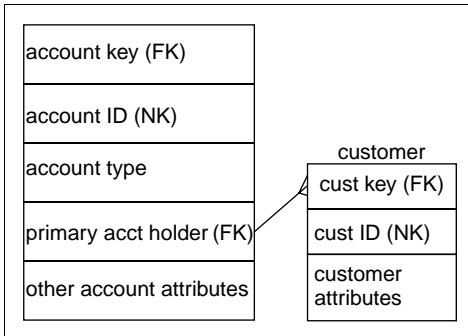 account key (FK)
account ID (NK)
account type
primary acct holder (FK)
other account attributes
customer
cust key (FK)
cust ID (NK)
customer
attributes